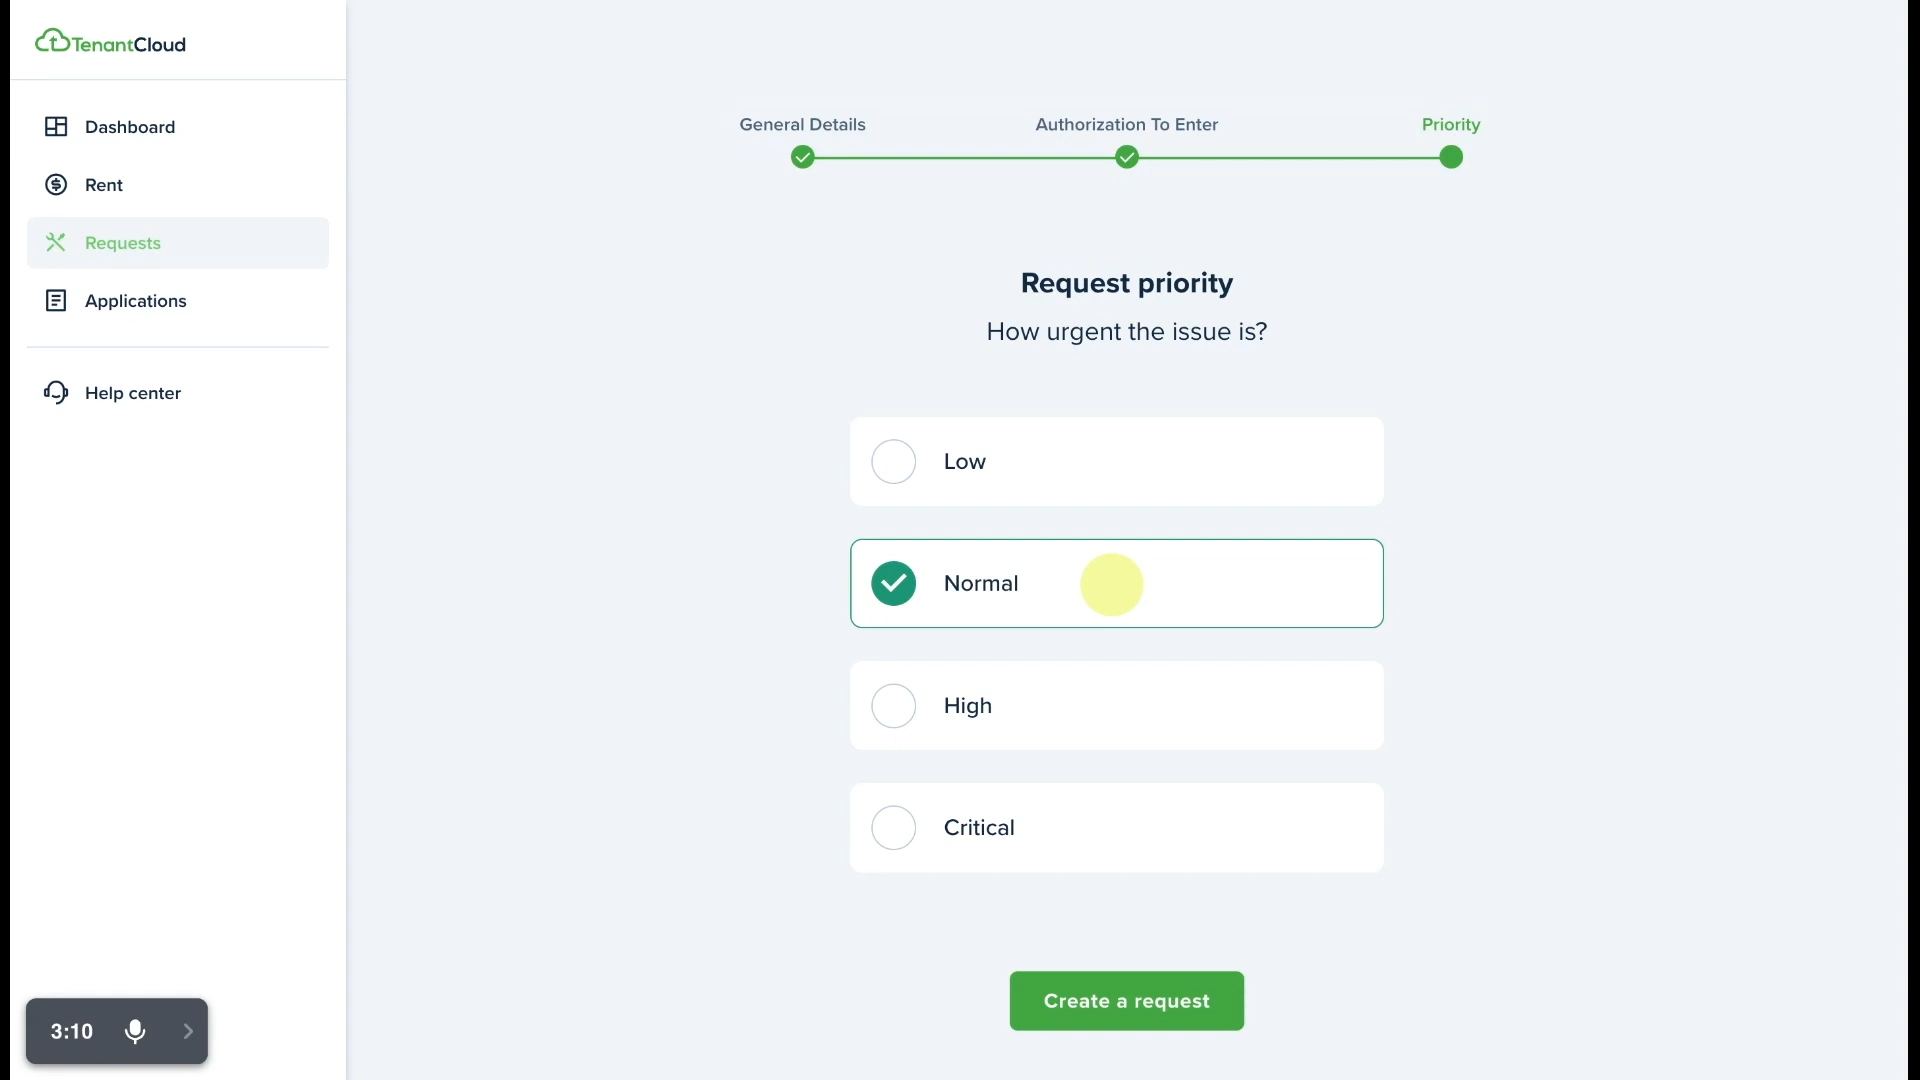 TenantCloud
Dashboard
Rent
Requests
Applications
Help center
General Details
Authorization To Enter
Priority
Request priority
How urgent the issue is?
Low
Normal
High
Critical
Create a request
3:10